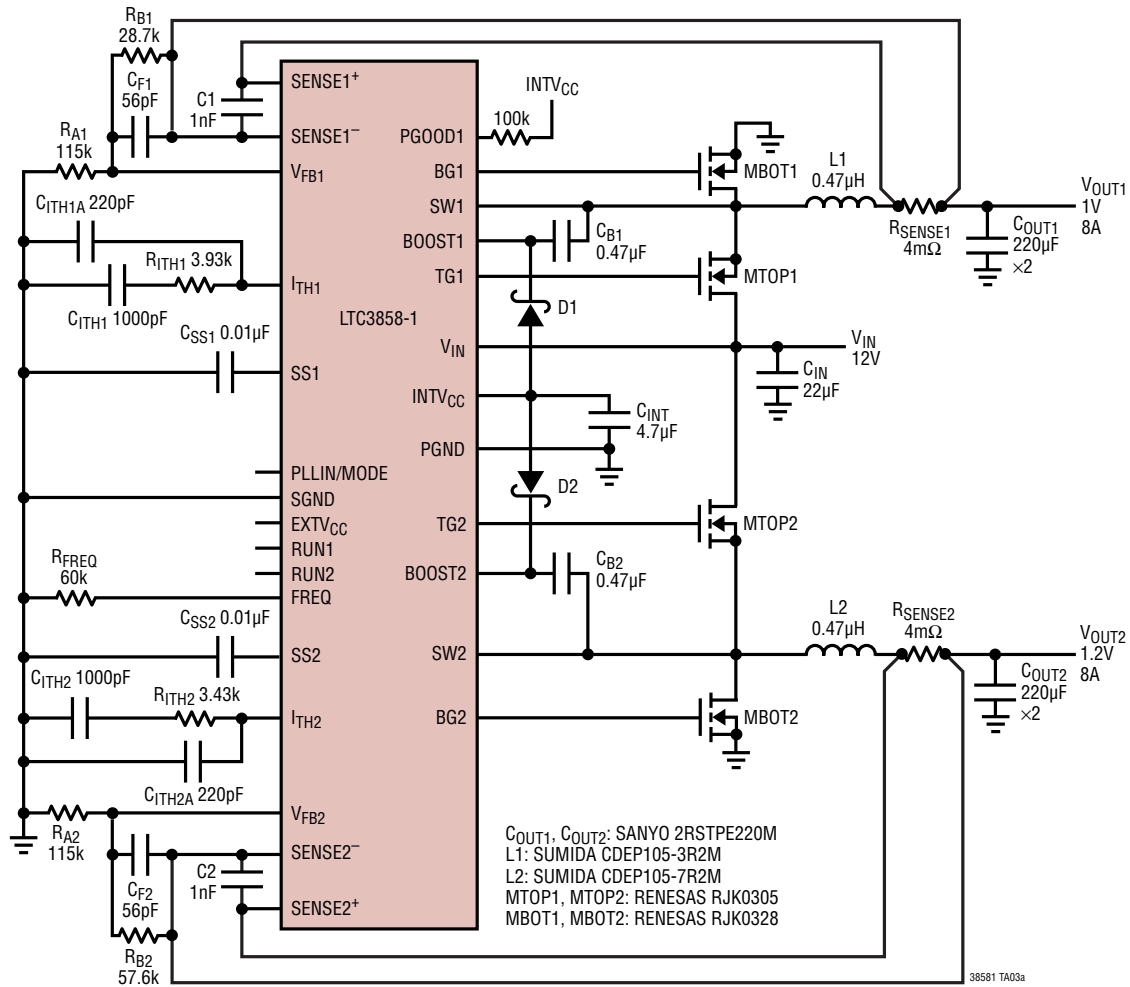 RB1
28.7k
CF1
56pF
C1
1nF
RA1
115k
CITH1A 220pF
RITH1 3.93k
CITH1 1000pF
CSS1 0.01µF
RFREQ
60k
CSS2 0.01µF
CITH2 1000pF
RITH2 3.43k
CITH2A 220pF
RA2
115k
CF2
56pF
C2
1nF
RB2
57.6k
SENSE1+
SENSE1–
VFB1
ITH1
SS1
PLLIN/MODE
SGND
EXTVCC
RUN1
RUN2
FREQ
SS2
ITH2
VFB2
SENSE2–
SENSE2+
LTC3858-1
PGOOD1
BG1
SW1
BOOST1
TG1
VIN
INTVCC
PGND
TG2
BOOST2
SW2
BG2
INTVCC
100k
MBOT1
L1
0.47µH
RSENSE1
4mΩ
VOUT1
1V
8A
COUT1
220µF
×2
CB1
0.47µF
MTOP1
D1
VIN
12V
CIN
22µF
CINT
4.7µF
D2
MTOP2
CB2
0.47µF
L2
0.47µH
RSENSE2
4mΩ
VOUT2
1.2V
8A
COUT2
220µF
×2
MBOT2
COUT1, COUT2: SANYO 2RSTPE220M
L1: SUMIDA CDEP105-3R2M
L2: SUMIDA CDEP105-7R2M
MTOP1, MTOP2: RENESAS RJK0305
MBOT1, MBOT2: RENESAS RJK0328
38581 TA03a